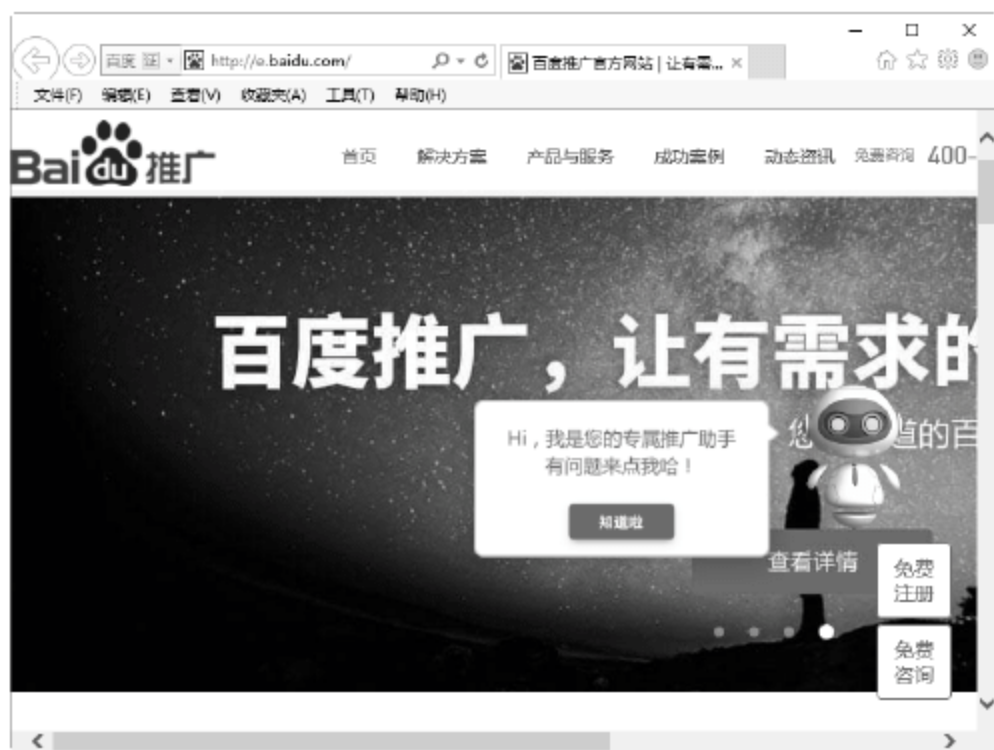 百度 证
http://e.baidu.com/
百度推广官方网站 | 让有需...
文件(F) 编辑(E) 查看(V) 收藏夹(A) 工具(T) 帮助(H)
Bai du 推广
首页 解决方案 产品与服务 成功案例 动态资讯 免费咨询 400-
百度推广，让有需求的
Hi，我是您的专属推广助手
有问题来点我哈！
知道啦
您 道的百
查看详情
免费
注册
免费
咨询